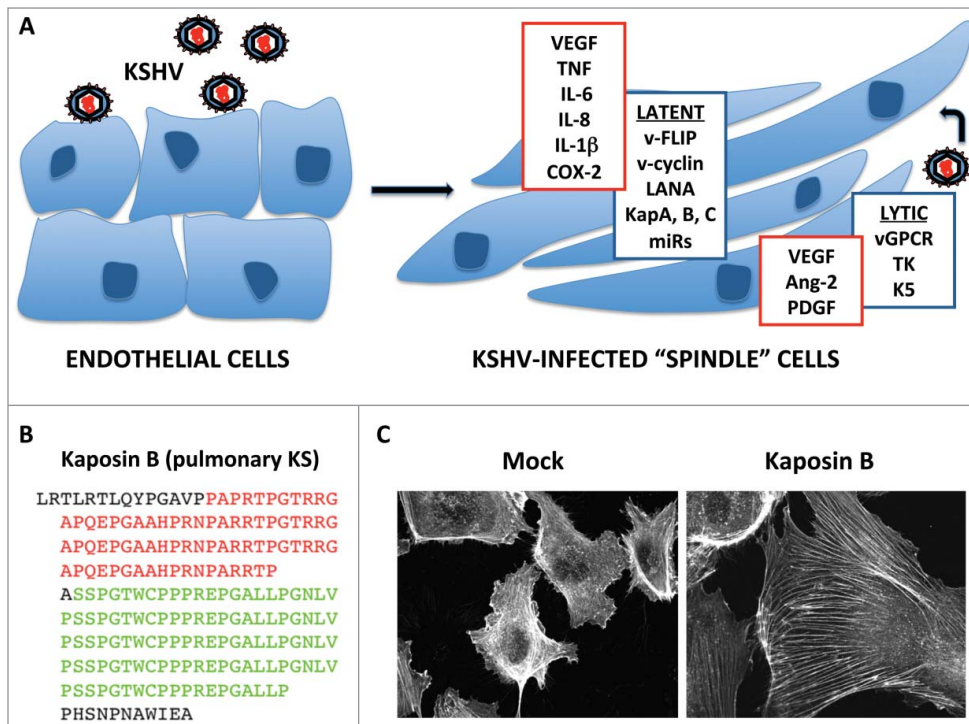 A
KSHV
VEGF
TNF
IL-6
IL-8
IL-1β
COX-2
LATENT
v-FLIP
v-cyclin
LANA
KapA, B, C
miRs
LYTIC
vGPCR
TK
K5
VEGF
Ang-2
PDGF
ENDOTHELIAL CELLS
KSHV-INFECTED “SPINDLE” CELLS
B
Kaposin B (pulmonary KS)
LRTLRTLQYPGAVPPAPRTPGTRRG
APQEPGAAHPRNPARRTPGTRRG
APQEPGAAHPRNPARRTPGTRRG
APQEPGAAHPRNPARRTP
ASSPGTWCPPPREPGALLPGNLV
PSSPGTWCPPPREPGALLPGNLV
PSSPGTWCPPPREPGALLPGNLV
PSSPGTWCPPPREPGALLPGNLV
PSSPGTWCPPPREPGALLP
PHSNPNAWIEA
C
Mock
Kaposin B